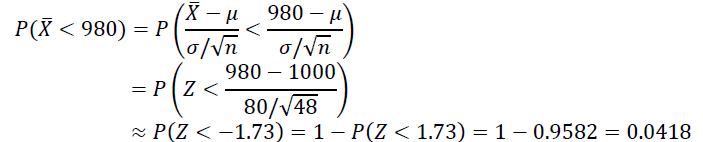 P(X̄ < 980) = P((X̄ − μ)/(σ/√n) < (980 − μ)/(σ/√n))
= P(Z < (980 − 1000)/(80/√48))
≈ P(Z < −1.73) = 1 − P(Z < 1.73) = 1 − 0.9582 = 0.0418